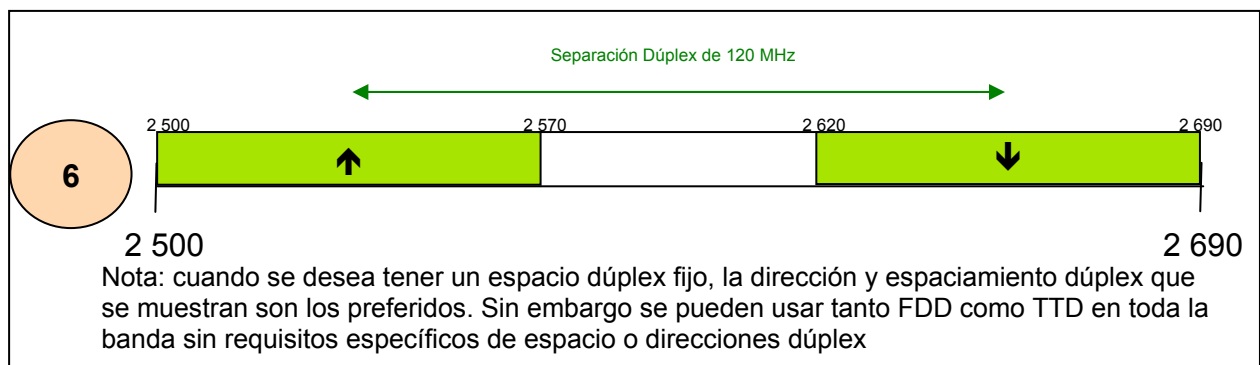 Separación Dúplex de 120 MHz
2 500 2 570 2 620 2 690
6
2 500 2 690
Nota: cuando se desea tener un espacio dúplex fijo, la dirección y espaciamiento dúplex que
se muestran son los preferidos. Sin embargo se pueden usar tanto FDD como TTD en toda la
banda sin requisitos específicos de espacio o direcciones dúplex